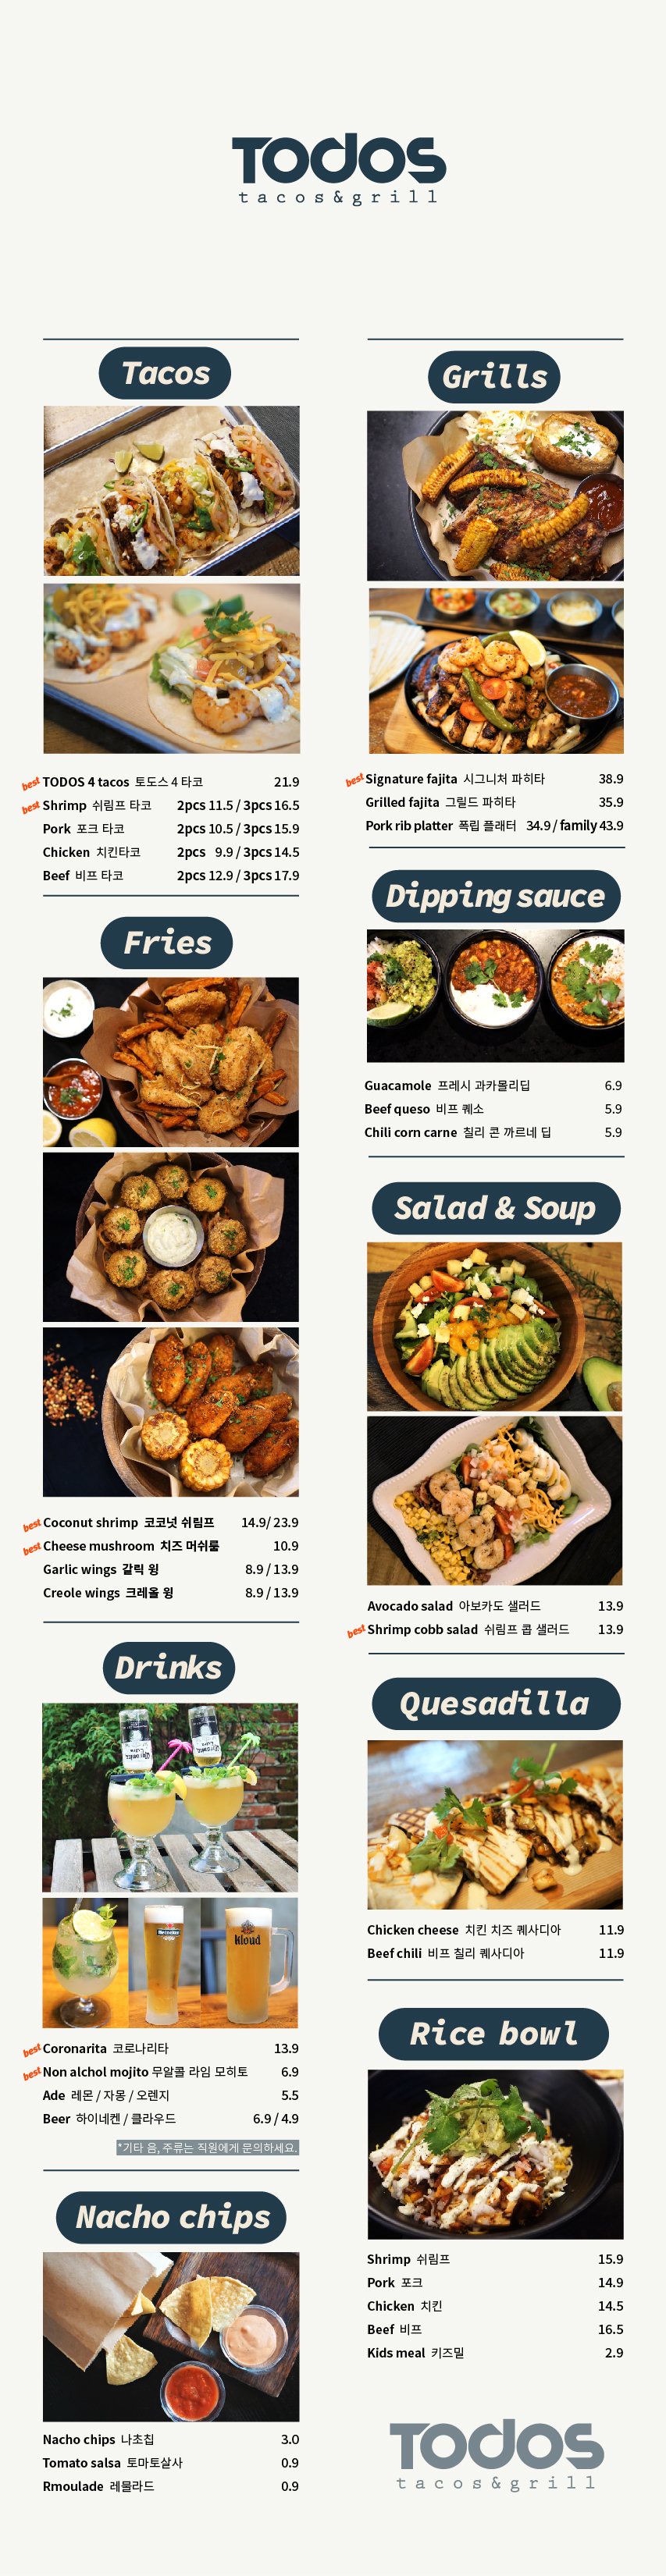 TODOS
tacos&grill
Tacos
best TODOS 4 tacos 토도스 4 타코 21.9
best Shrimp 쉬림프 타코 2pcs 11.5 / 3pcs 16.5
Pork 포크 타코 2pcs 10.5 / 3pcs 15.9
Chicken 치킨타코 2pcs 9.9 / 3pcs 14.5
Beef 비프 타코 2pcs 12.9 / 3pcs 17.9
Fries
best Coconut shrimp 코코넛 쉬림프 14.9/ 23.9
best Cheese mushroom 치즈 머쉬룸 10.9
Garlic wings 갈릭 윙 8.9 / 13.9
Creole wings 크레올 윙 8.9 / 13.9
Drinks
Heineken
Kloud
best Coronarita 코로나리타 13.9
best Non alchol mojito 무알콜 라임 모히토 6.9
Ade 레몬 / 자몽 / 오렌지 5.5
Beer 하이네켄 / 클라우드 6.9 / 4.9
*기타 음, 주류는 직원에게 문의하세요.
Nacho chips
Nacho chips 나초칩 3.0
Tomato salsa 토마토살사 0.9
Rmoulade 레물라드 0.9
Grills
best Signature fajita 시그니처 파히타 38.9
Grilled fajita 그릴드 파히타 35.9
Pork rib platter 폭립 플래터 34.9 / family 43.9
Dipping sauce
Guacamole 프레시 과카몰리딥 6.9
Beef queso 비프 퀘소 5.9
Chili corn carne 칠리 콘 까르네 딥 5.9
Salad & Soup
Avocado salad 아보카도 샐러드 13.9
best Shrimp cobb salad 쉬림프 콥 샐러드 13.9
Quesadilla
Chicken cheese 치킨 치즈 퀘사디아 11.9
Beef chili 비프 칠리 퀘사디아 11.9
Rice bowl
Shrimp 쉬림프 15.9
Pork 포크 14.9
Chicken 치킨 14.5
Beef 비프 16.5
Kids meal 키즈밀 2.9
TODOS
tacos&grill